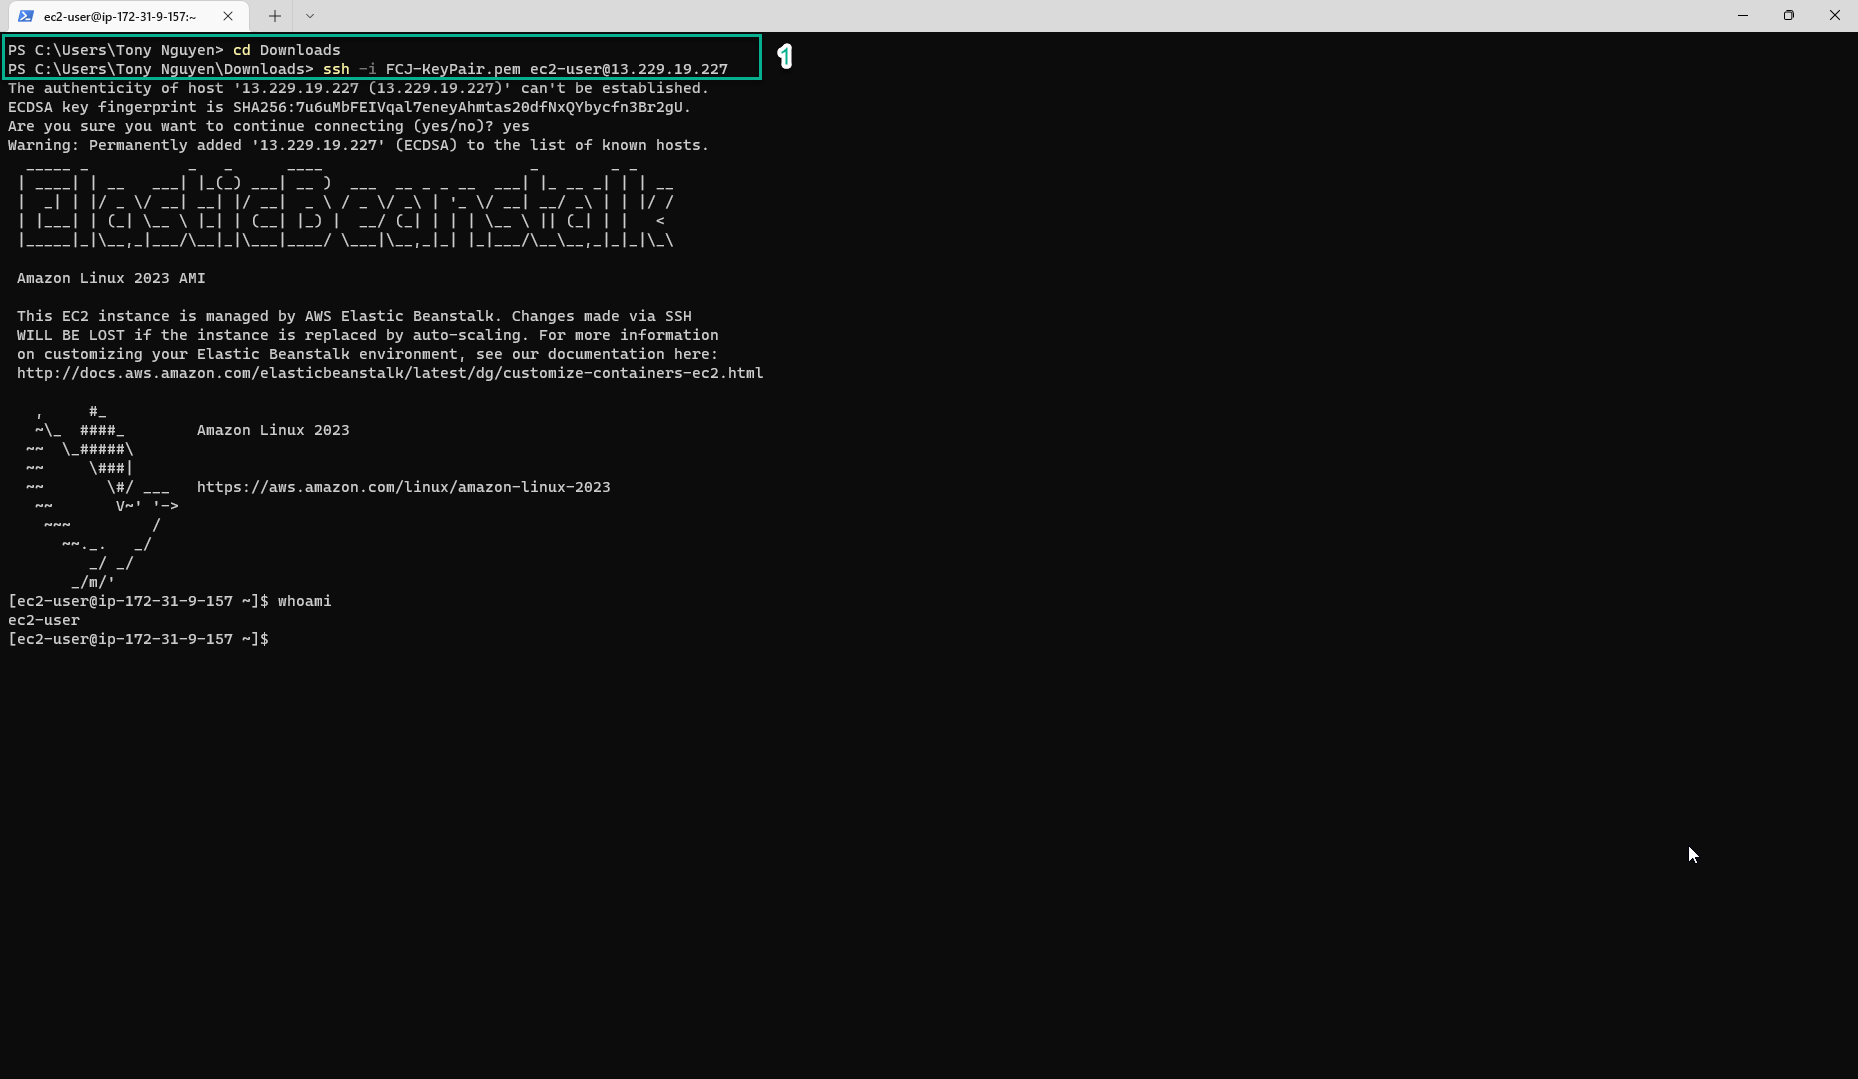 ec2-user@ip-172-31-9-157:~
PS C:\Users\Tony Nguyen> cd Downloads
PS C:\Users\Tony Nguyen\Downloads> ssh -i FCJ-KeyPair.pem ec2-user@13.229.19.227
1
The authenticity of host '13.229.19.227 (13.229.19.227)' can't be established.
ECDSA key fingerprint is SHA256:7u6uMbFEIVqal7eneyAhmtas20dfNxQYbycfn3Br2gU.
Are you sure you want to continue connecting (yes/no)? yes
Warning: Permanently added '13.229.19.227' (ECDSA) to the list of known hosts.
ElasticBeanstalk
Amazon Linux 2023 AMI
This EC2 instance is managed by AWS Elastic Beanstalk. Changes made via SSH
WILL BE LOST if the instance is replaced by auto-scaling. For more information
on customizing your Elastic Beanstalk environment, see our documentation here:
http://docs.aws.amazon.com/elasticbeanstalk/latest/dg/customize-containers-ec2.html
   ,     #_
   ~\_  ####_        Amazon Linux 2023
  ~~  \_#####\
  ~~     \###|
  ~~       \#/ ___   https://aws.amazon.com/linux/amazon-linux-2023
   ~~       V~' '->
    ~~~         /
      ~~._.   _/
         _/ _/
       _/m/'
[ec2-user@ip-172-31-9-157 ~]$ whoami
ec2-user
[ec2-user@ip-172-31-9-157 ~]$